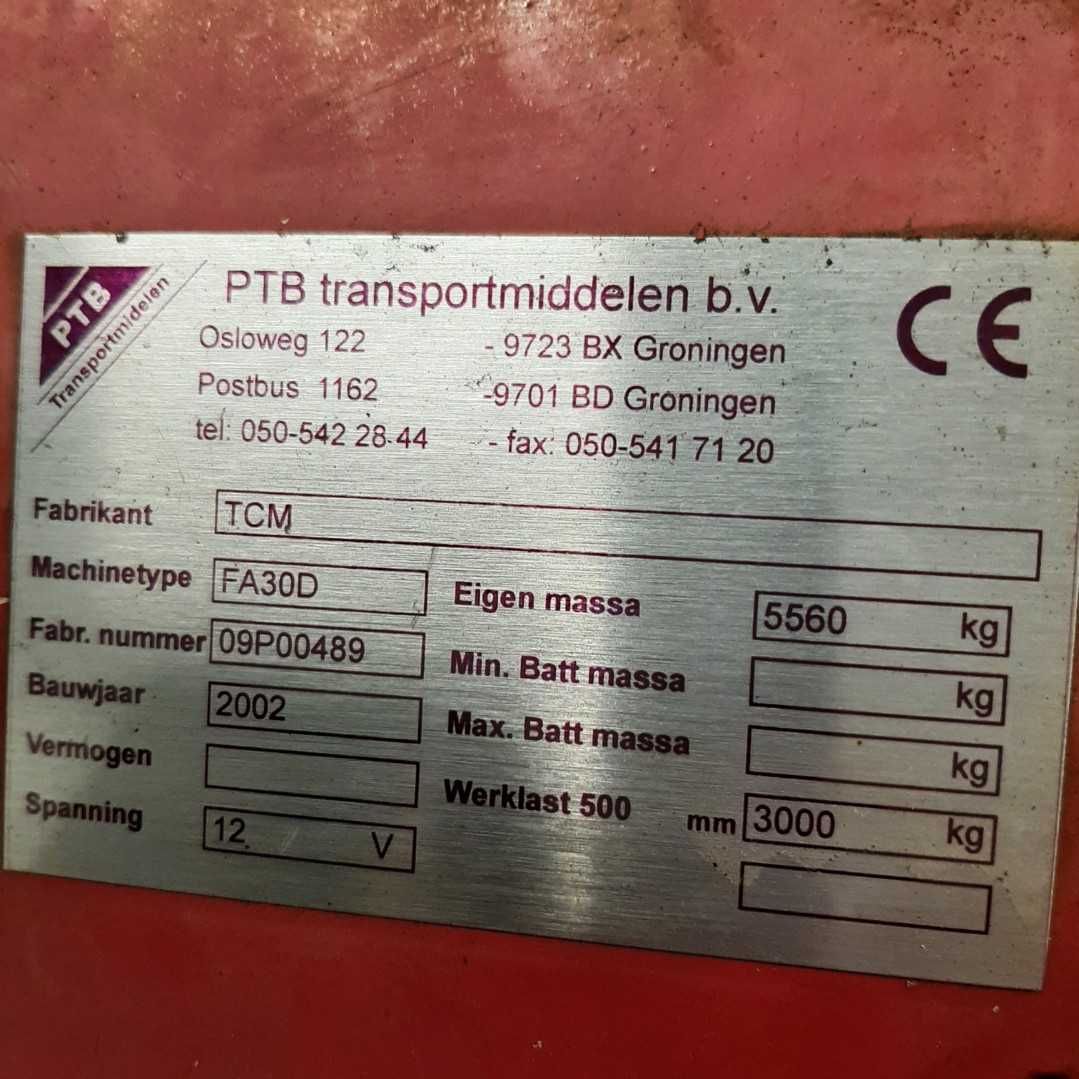 PTB
Transportmidelen
PTB transportmiddelen b.v.
Osloweg 122 - 9723 BX Groningen
Postbus 1162 -9701 BD Groningen
tel: 050-542 28 44 - fax: 050-541 71 20
CE
Fabrikant TCM
Machinetype FA30D Eigen massa 5560 kg
Fabr. nummer 09P00489 Min. Batt massa kg
Bauwjaar 2002 Max. Batt massa kg
Vermogen Werklast 500 mm 3000 kg
Spanning 12 V